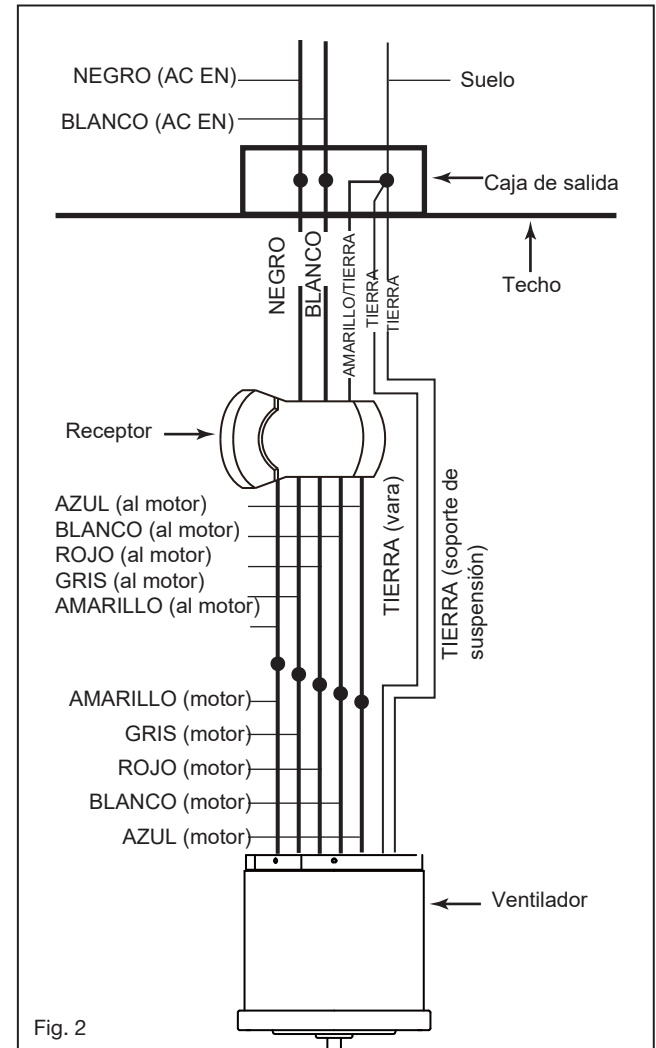 NEGRO (AC EN)
Suelo
BLANCO (AC EN)
Caja de salida
Techo
NEGRO
BLANCO
AMARILLO/TIERRA
TIERRA
TIERRA
Receptor
AZUL (al motor)
BLANCO (al motor)
ROJO (al motor)
GRIS (al motor)
AMARILLO (al motor)
TIERRA (vara)
TIERRA (soporte de
suspensión)
AMARILLO (motor)
GRIS (motor)
ROJO (motor)
BLANCO (motor)
AZUL (motor)
Ventilador
Fig. 2